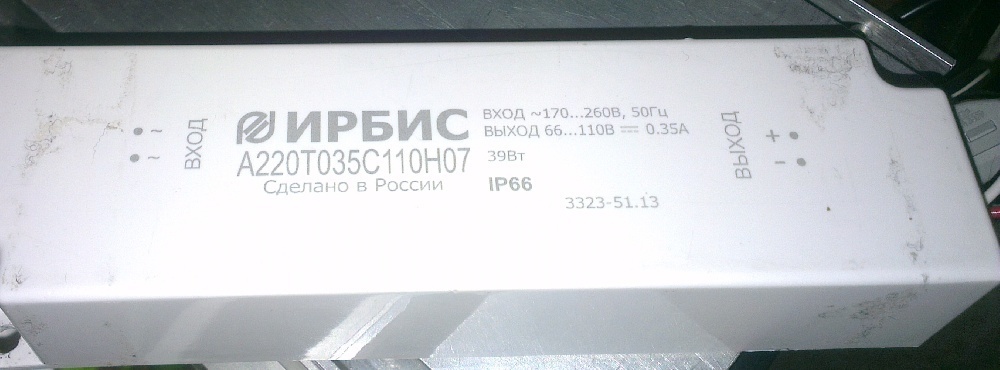 ВХОД
~
~
ИРБИС
A220T035C110H07
Сделано в России
ВХОД ~170...260В, 50Гц
ВЫХОД 66...110В ⎓ 0.35А
39Вт
IP66
3323-51.13
ВЫХОД
+
-